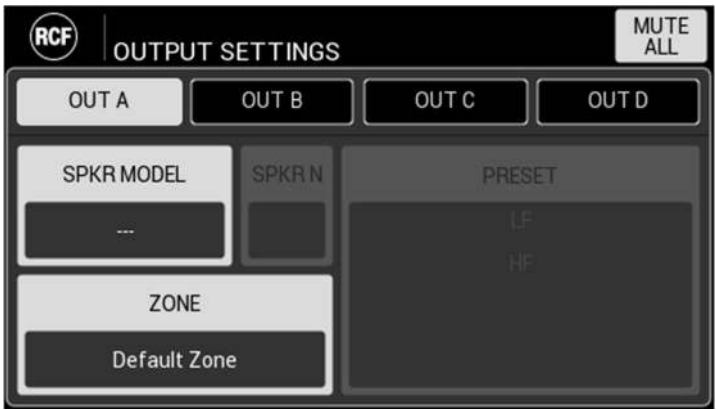 RCF
OUTPUT SETTINGS
MUTE
ALL
OUT A
OUT B
OUT C
OUT D
SPKR MODEL
---
SPKR N
PRESET
LF
HF
ZONE
Default Zone